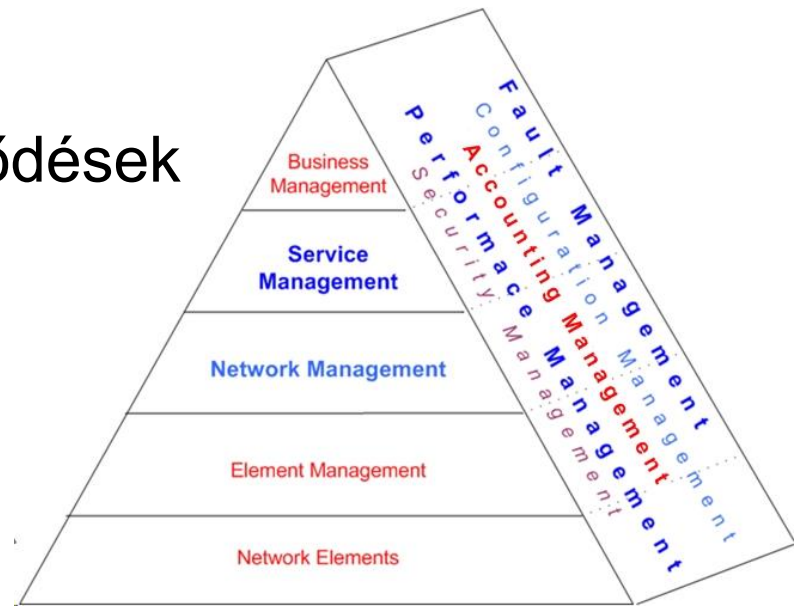 ődések
Business
Management
Service
Management
Network Management
Element Management
Network Elements
Fault Management
Configuration Management
Accounting Management
Performace Management
Security Management